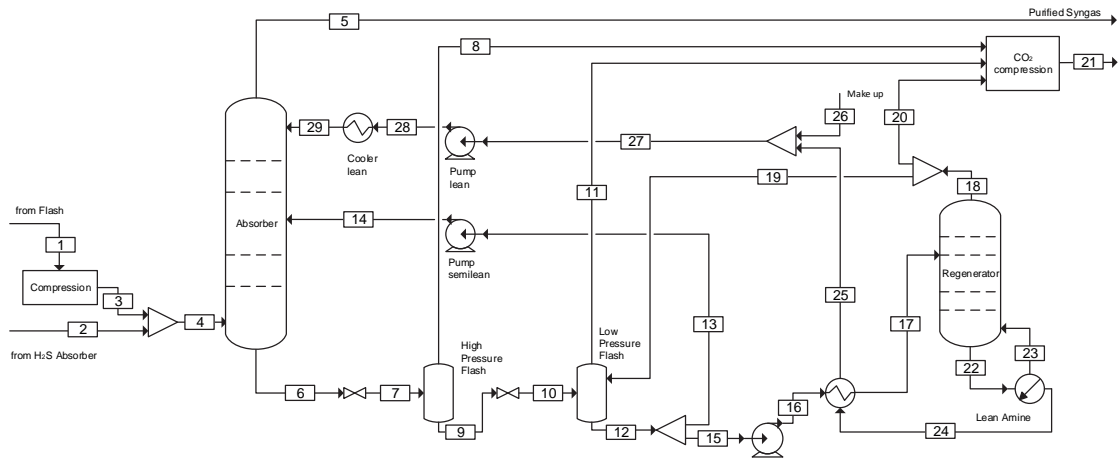 5
Purified Syngas
8
CO₂
compression
21
Make up
26
20
29
28
27
Cooler
lean
Pump
lean
19
18
11
from Flash
1
Absorber
14
Pump
semilean
Regenerator
Compression
3
2
4
from H₂S Absorber
25
17
13
High
Pressure
Flash
Low
Pressure
Flash
22
23
6
7
10
16
9
12
15
24
Lean Amine